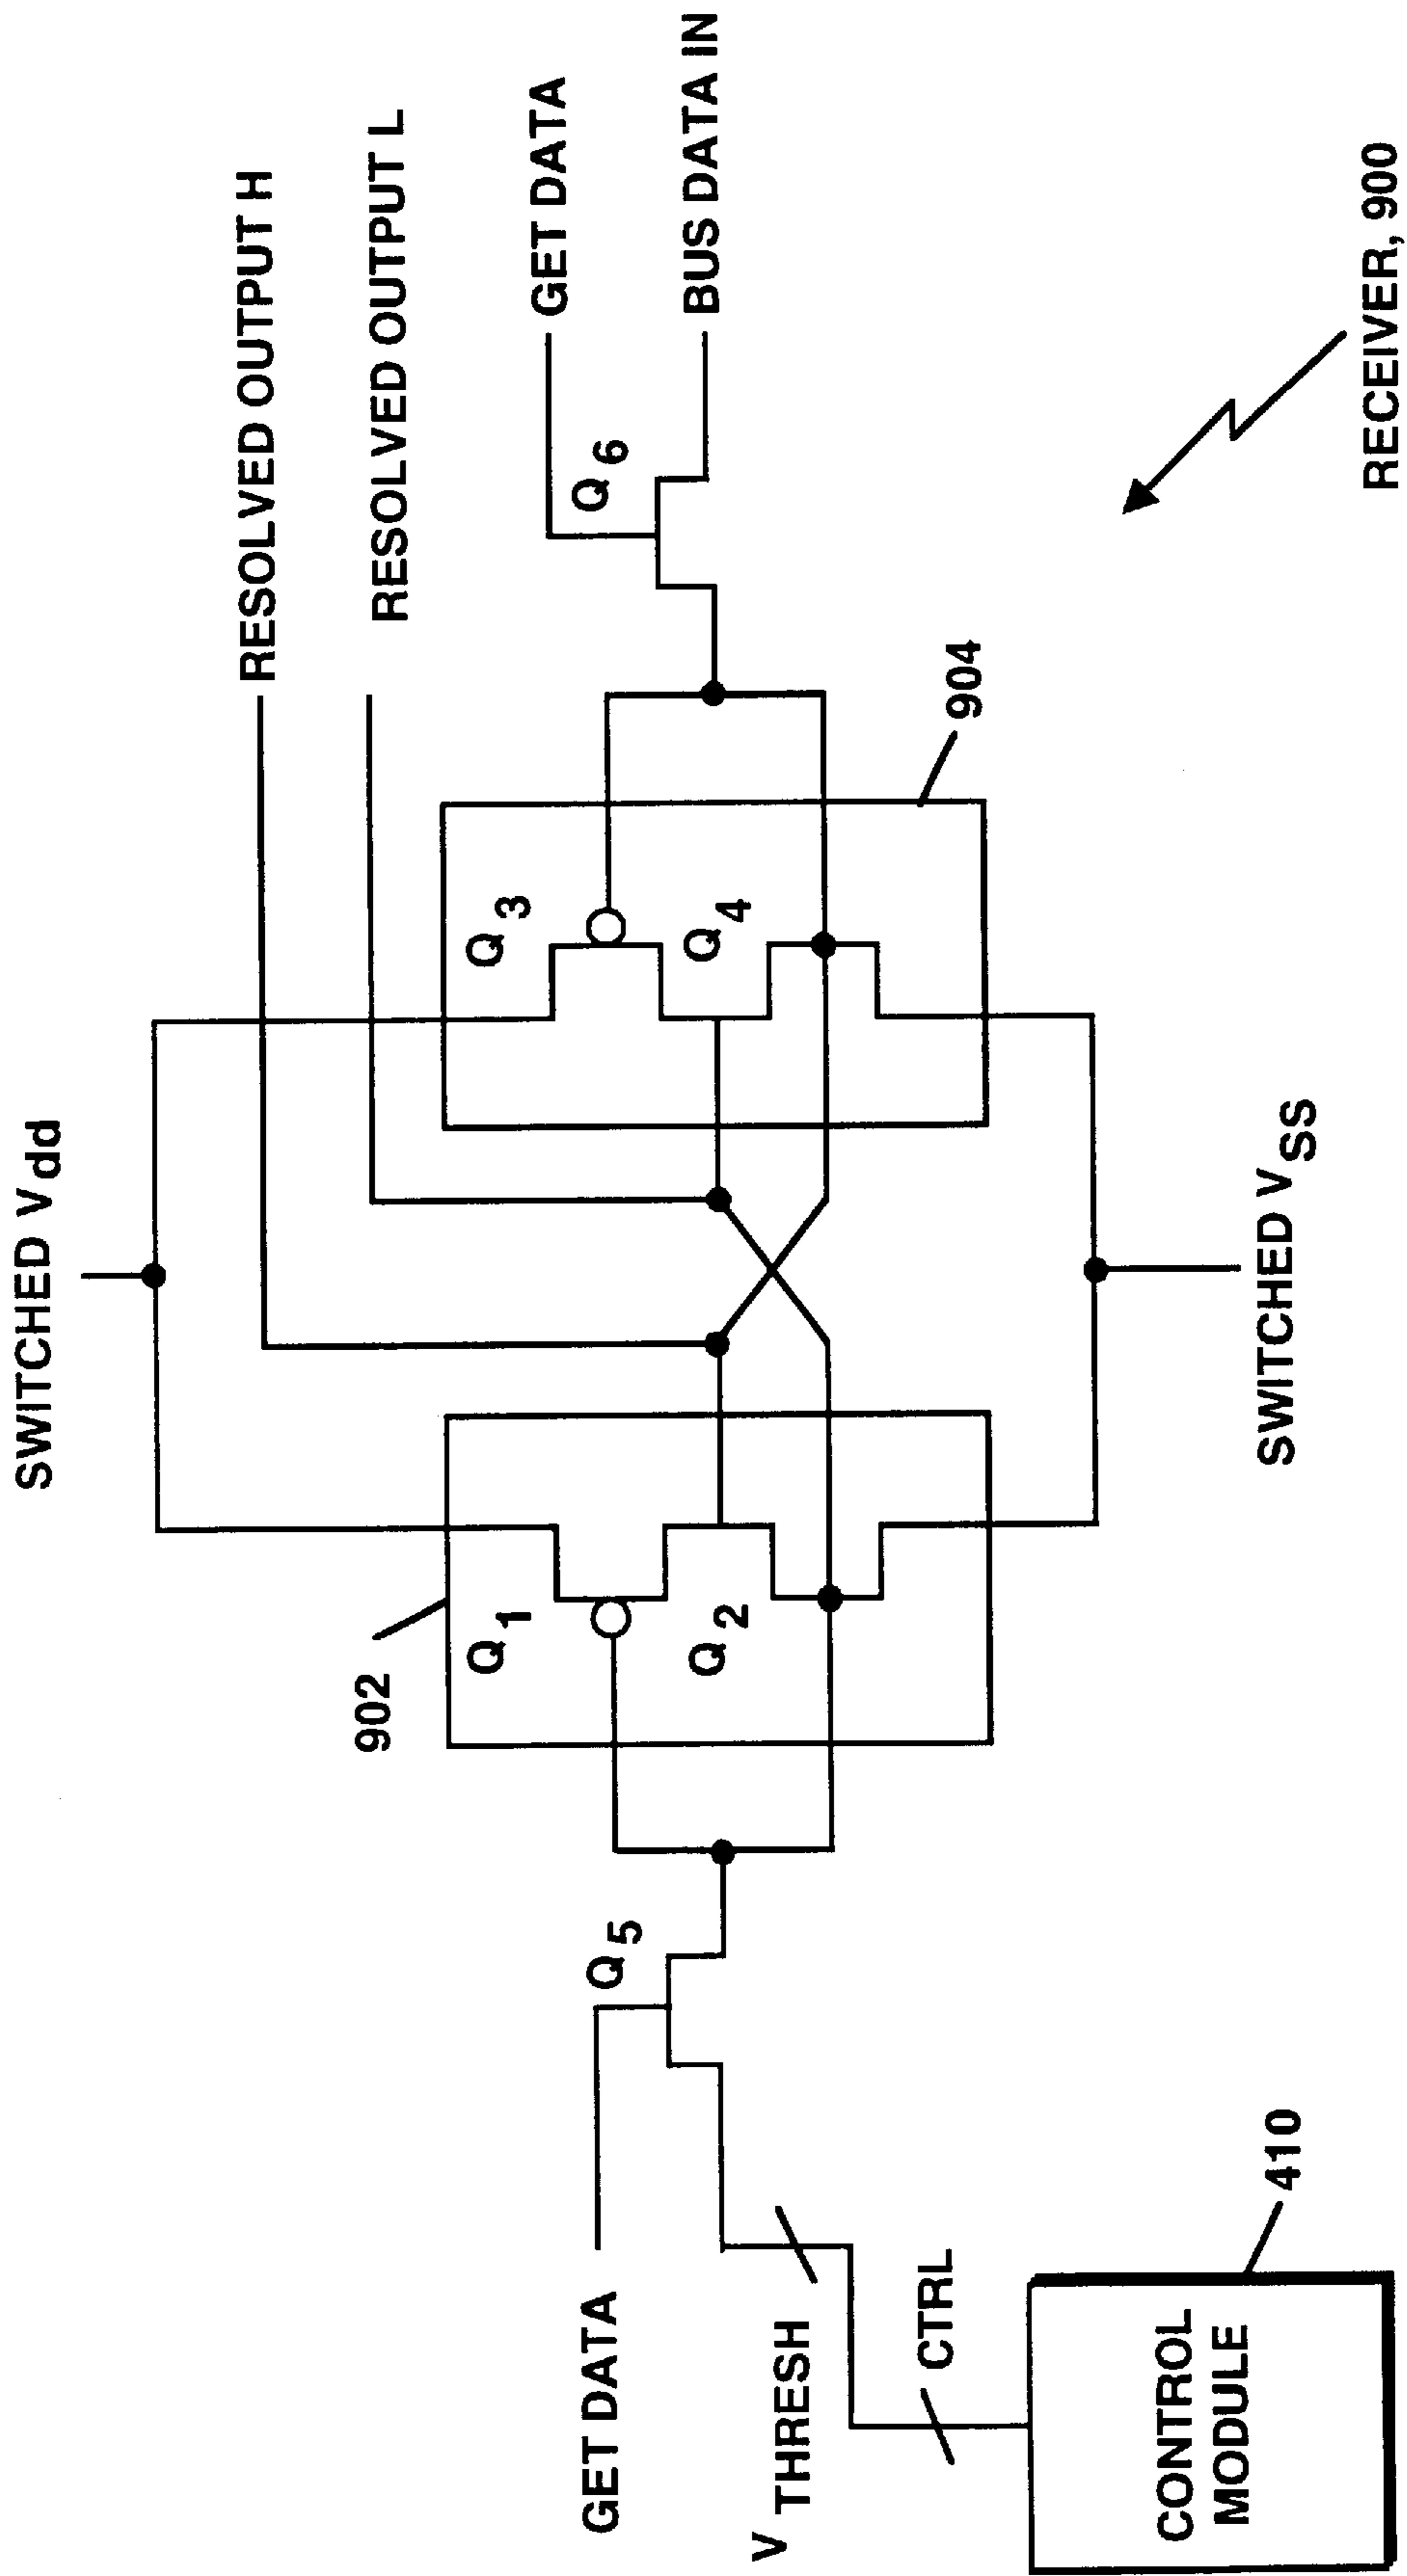 SWITCHED Vdd
RESOLVED OUTPUT H
RESOLVED OUTPUT L
902
Q1
Q3
GET DATA
Q5
Q6
GET DATA
Q2
Q4
BUS DATA IN
V THRESH
CTRL
904
CONTROL
MODULE
410
SWITCHED VSS
RECEIVER, 900